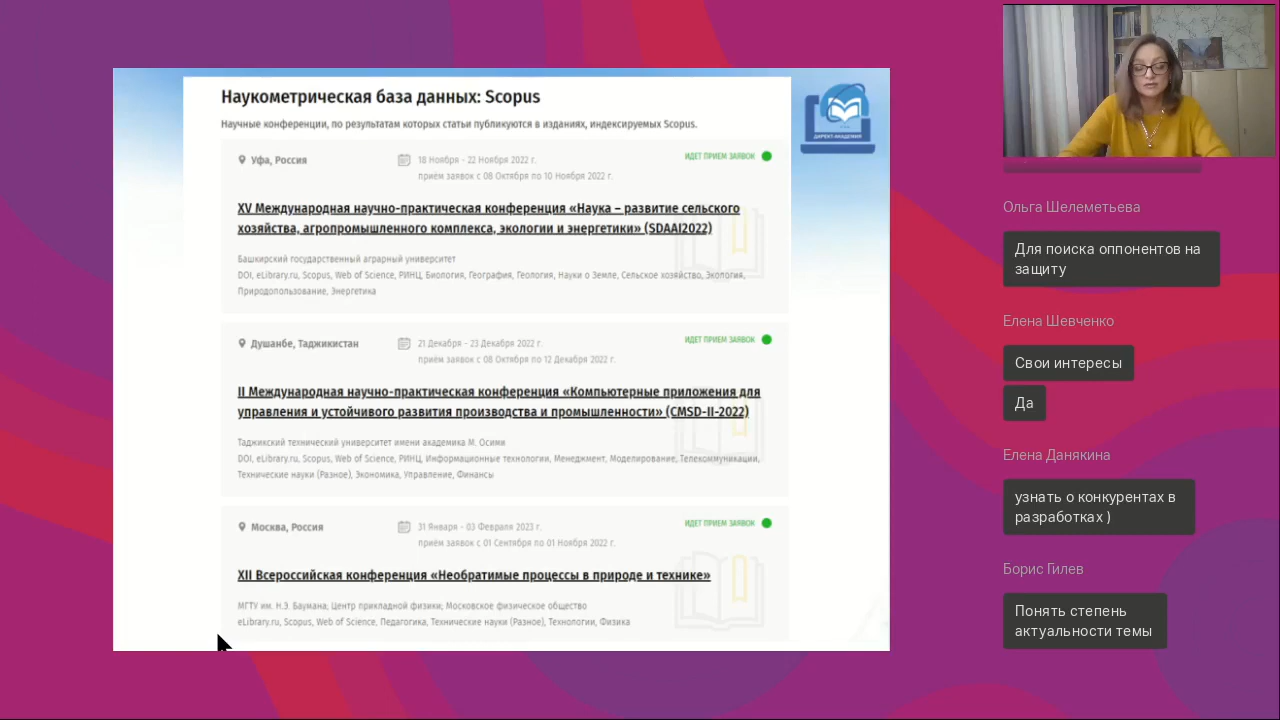 Наукометрическая база данных: Scopus
Научные конференции, по результатам которых статьи публикуются в изданиях, индексируемых Scopus.
Уфа, Россия
18 Ноября - 22 Ноября 2022 г.
прием заявок с 08 Октября по 10 Ноября 2022 г.
ИДЕТ ПРИЕМ ЗАЯВОК
XV Международная научно-практическая конференция «Наука – развитие сельского
хозяйства, агропромышленного комплекса, экологии и энергетики» (SDAAI2022)
Башкирский государственный аграрный университет
DOI, eLibrary.ru, Scopus, Web of Science, РИНЦ, Биология, География, Геология, Науки о Земле, Сельское хозяйство, Экология,
Природопользование, Энергетика
Душанбе, Таджикистан
21 Декабря - 23 Декабря 2022 г.
прием заявок с 08 Октября по 12 Декабря 2022 г.
ИДЕТ ПРИЕМ ЗАЯВОК
II Международная научно-практическая конференция «Компьютерные приложения для
управления и устойчивого развития производства и промышленности» (CMSD-II-2022)
Таджикский технический университет имени академика М. Осими
DOI, eLibrary.ru, Scopus, Web of Science, РИНЦ, Информационные технологии, Менеджмент, Моделирование, Телекоммуникации,
Технические науки (Разное), Экономика, Управление, Финансы
Москва, Россия
31 Января - 03 Февраля 2023 г.
прием заявок с 01 Сентября по 01 Ноября 2022 г.
ИДЕТ ПРИЕМ ЗАЯВОК
XII Всероссийская конференция «Необратимые процессы в природе и технике»
МГТУ им. Н.Э. Баумана; Центр прикладной физики; Московское физическое общество
eLibrary.ru, Scopus, Web of Science, Педагогика, Технические науки (Разное), Технологии, Физика
ДИРЕКТ-АКАДЕМИЯ
Ольга Шелеметьева
Для поиска оппонентов на
защиту
Елена Шевченко
Свои интересы
Да
Елена Данякина
узнать о конкурентах в
разработках )
Борис Гилев
Понять степень
актуальности темы